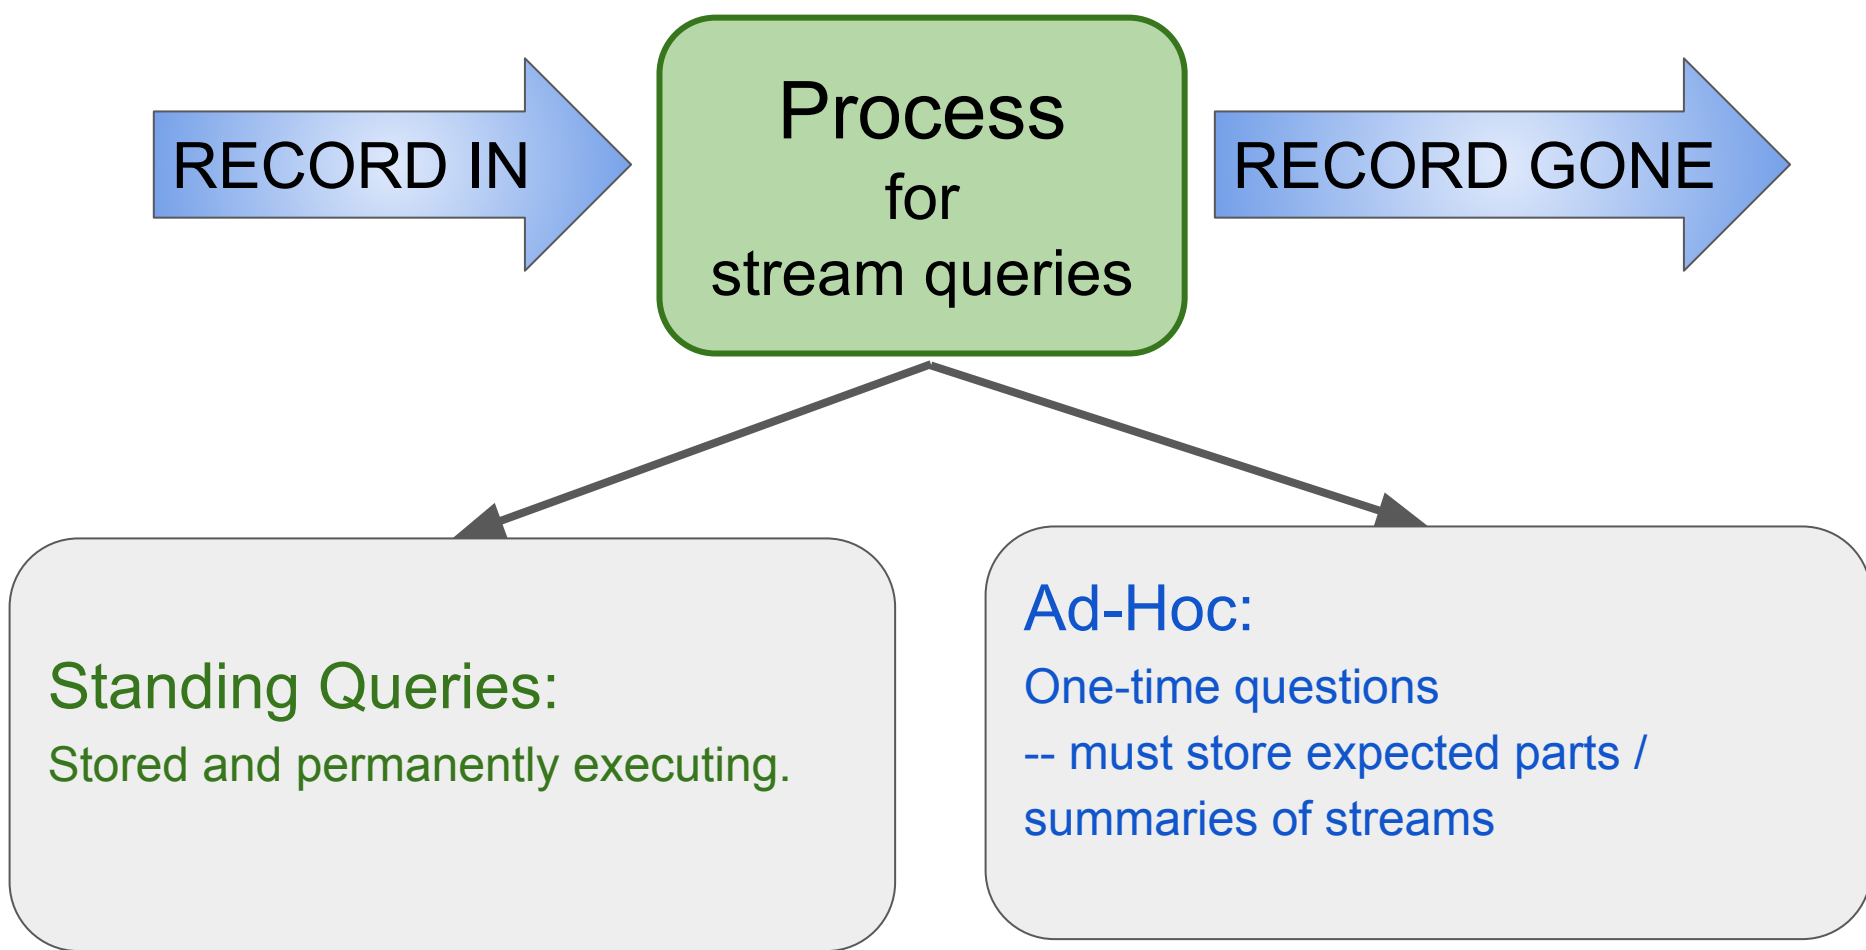 RECORD IN
Process
for
stream queries
RECORD GONE
Standing Queries:
Stored and permanently executing.
Ad-Hoc:
One-time questions
-- must store expected parts /
summaries of streams